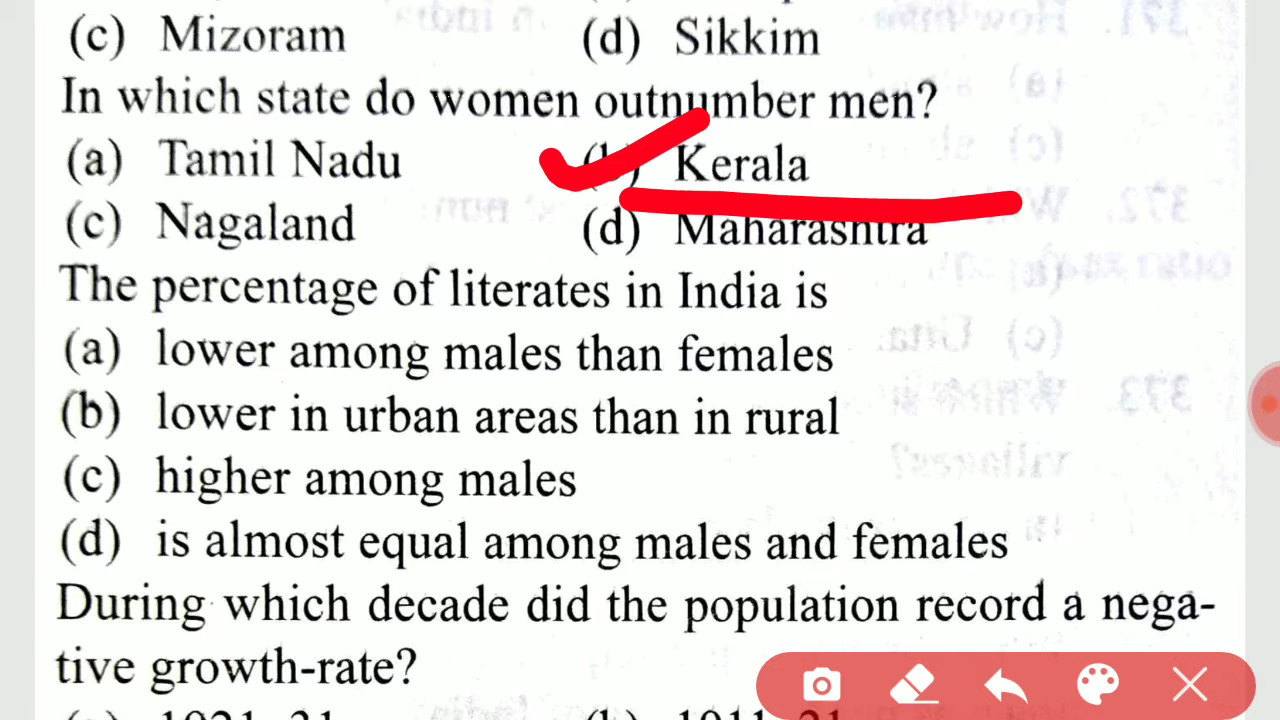 (c) Mizoram (d) Sikkim
In which state do women outnumber men?
(a) Tamil Nadu (b) Kerala
(c) Nagaland (d) Maharashtra
The percentage of literates in India is
(a) lower among males than females
(b) lower in urban areas than in rural
(c) higher among males
(d) is almost equal among males and females
During which decade did the population record a nega-
tive growth-rate?